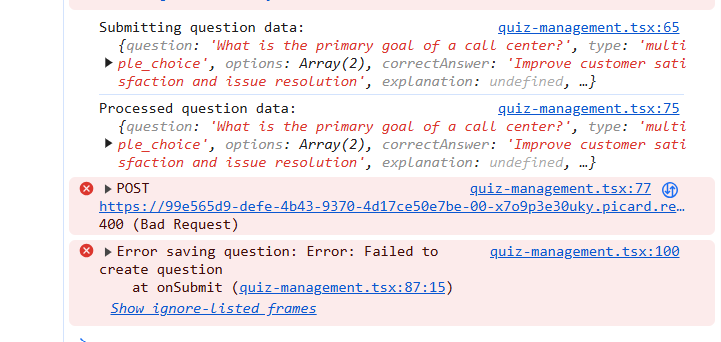 Submitting question data: quiz-management.tsx:65
{question: 'What is the primary goal of a call center?', type: 'multi
ple_choice', options: Array(2), correctAnswer: 'Improve customer sati
sfaction and issue resolution', explanation: undefined, …}
Processed question data: quiz-management.tsx:75
{question: 'What is the primary goal of a call center?', type: 'multi
ple_choice', options: Array(2), correctAnswer: 'Improve customer sati
sfaction and issue resolution', explanation: undefined, …}
POST quiz-management.tsx:77
https://99e565d9-defe-4b43-9370-4d17ce50e7be-00-x7o9p3e30uky.picard.re…
400 (Bad Request)
Error saving question: Error: Failed to quiz-management.tsx:100
create question
at onSubmit (quiz-management.tsx:87:15)
Show ignore-listed frames